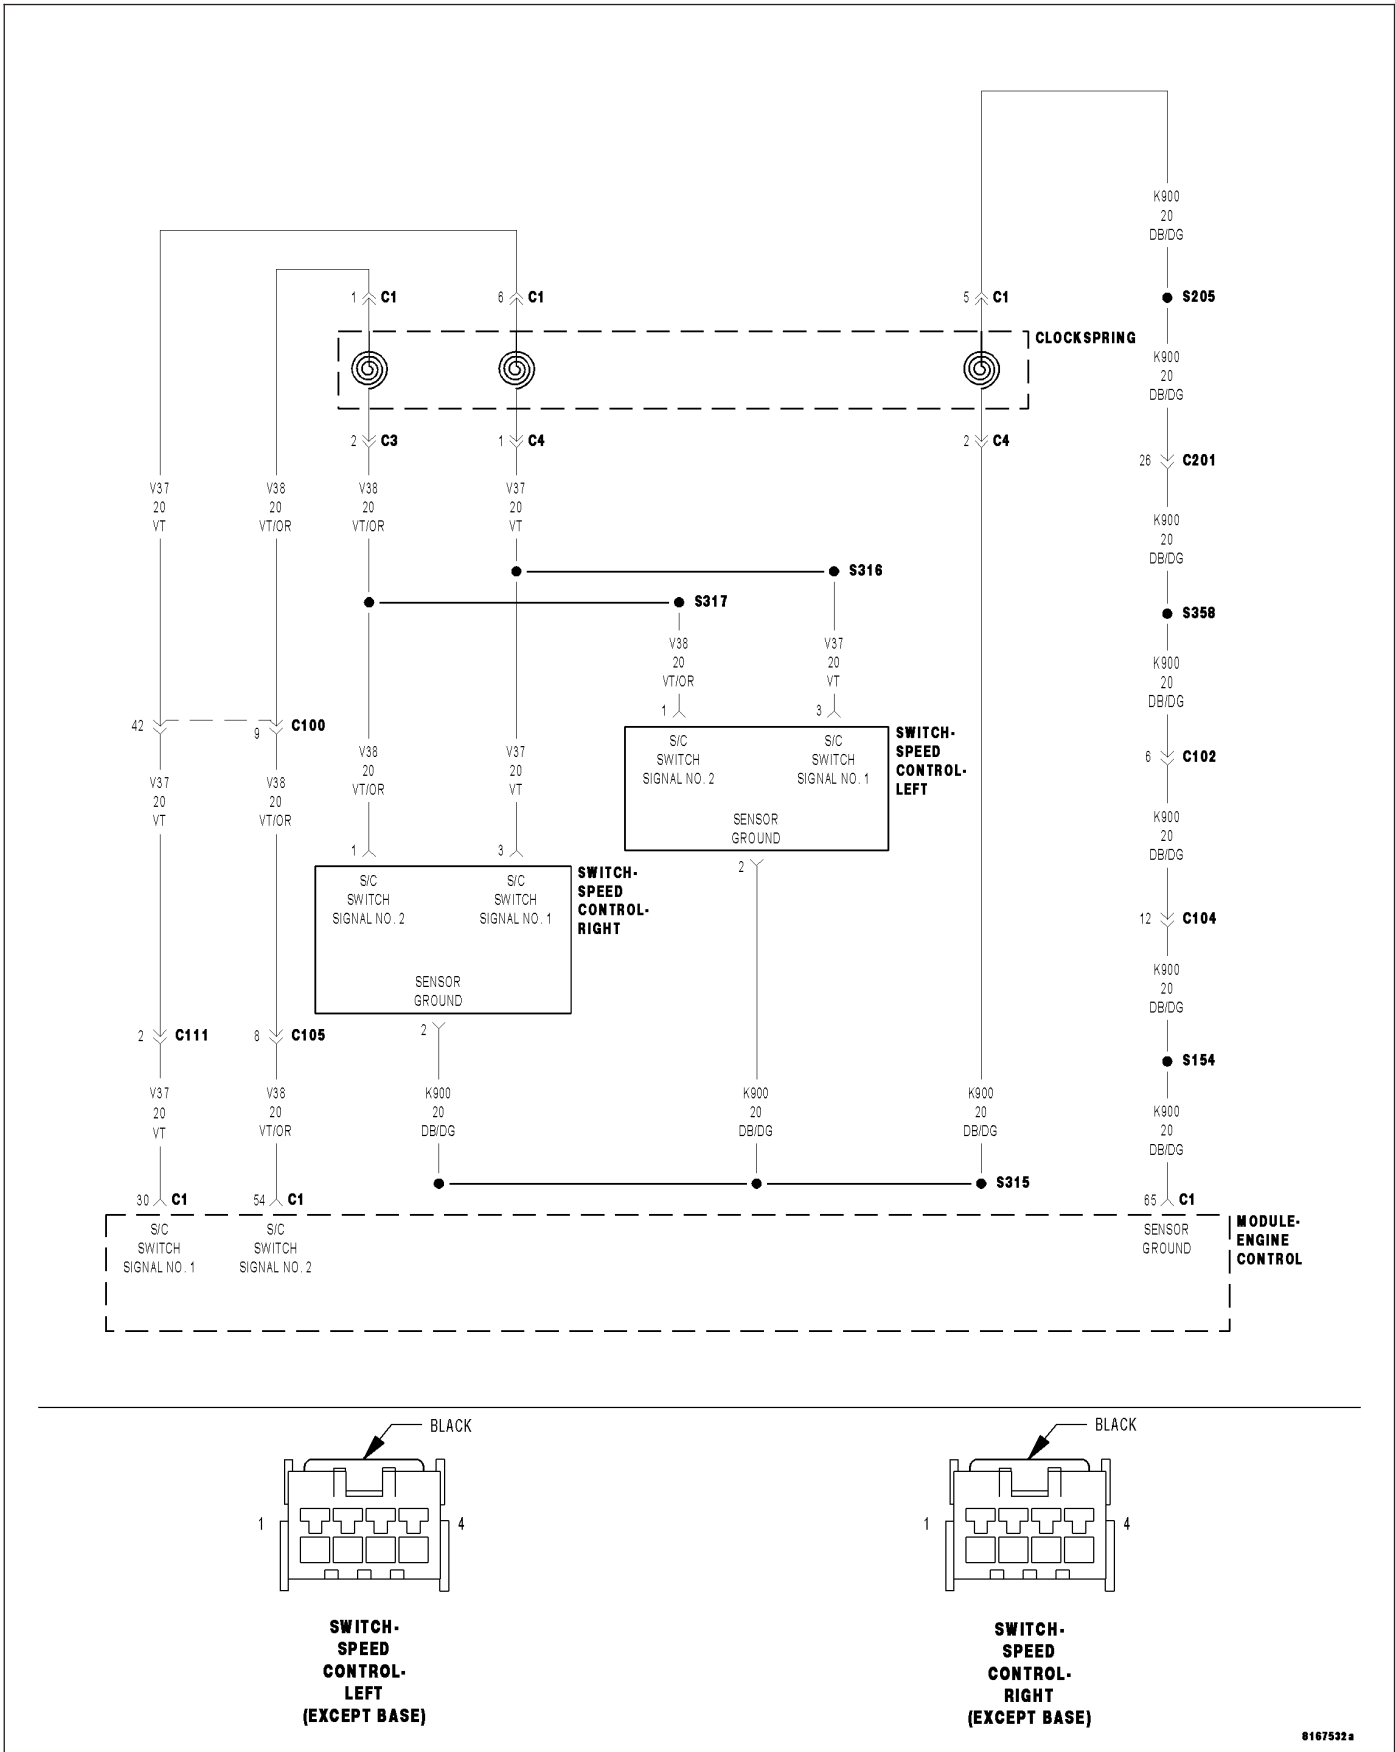 K900
20
DB/DG
1 C1
6 C1
5 C1
S205
CLOCKSPRING
K900
20
DB/DG
2 C3
1 C4
2 C4
26 C201
V37
20
VT
V38
20
VT/OR
V38
20
VT/OR
V37
20
VT
K900
20
DB/DG
S316
S317
S358
V38
20
VT/OR
V37
20
VT
K900
20
DB/DG
1
3
42
9 C100
S/C
SWITCH
SIGNAL NO. 2
S/C
SWITCH
SIGNAL NO. 1
SENSOR
GROUND
SWITCH-
SPEED
CONTROL-
LEFT
6 C102
V37
20
VT
V38
20
VT/OR
V38
20
VT/OR
V37
20
VT
K900
20
DB/DG
1
3
2
S/C
SWITCH
SIGNAL NO. 2
S/C
SWITCH
SIGNAL NO. 1
SENSOR
GROUND
SWITCH-
SPEED
CONTROL-
RIGHT
12 C104
K900
20
DB/DG
2 C111
8 C105
2
S154
V37
20
VT
V38
20
VT/OR
K900
20
DB/DG
K900
20
DB/DG
K900
20
DB/DG
K900
20
DB/DG
S315
30 C1
54 C1
65 C1
S/C
SWITCH
SIGNAL NO. 1
S/C
SWITCH
SIGNAL NO. 2
SENSOR
GROUND
MODULE-
ENGINE
CONTROL
BLACK
1
4
SWITCH-
SPEED
CONTROL-
LEFT
(EXCEPT BASE)
BLACK
1
4
SWITCH-
SPEED
CONTROL-
RIGHT
(EXCEPT BASE)
8167532a